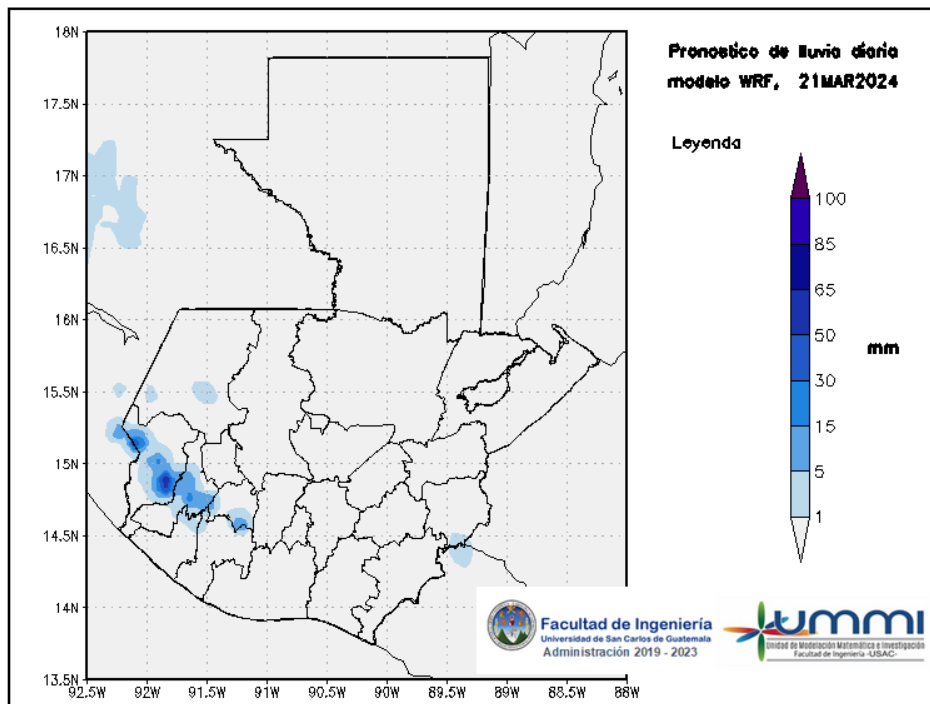 Pronostico de lluvia diaria
modelo WRF, 21MAR2024
Leyenda
100
85
65
50
30
15
5
1
mm
18N
17.5N
17N
16.5N
16N
15.5N
15N
14.5N
14N
13.5N
92.5W 92W 91.5W 91W 90.5W 90W 89.5W 89W 88.5W 88W
Facultad de Ingeniería
Universidad de San Carlos de Guatemala
Administración 2019 - 2023
ummi
Unidad de Modelación Matemática e Investigación
Facultad de Ingeniería -USAC-